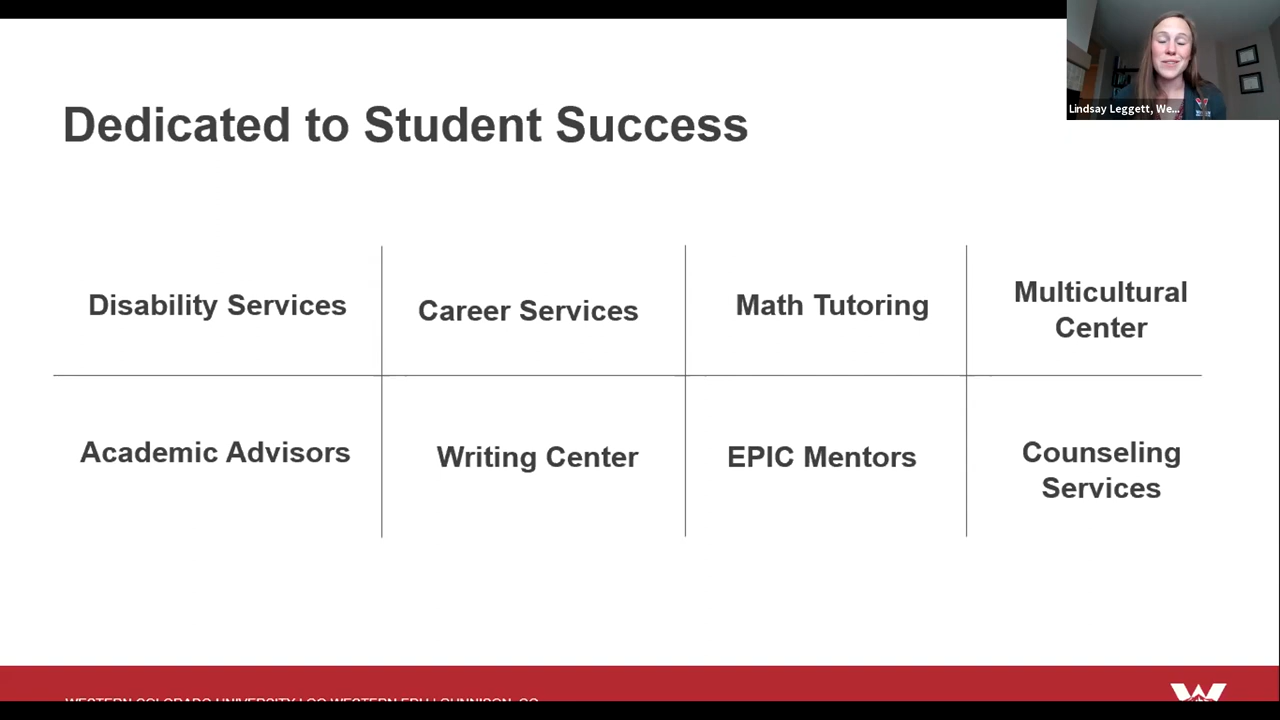 Lindsay Leggett, We...
Dedicated to Student Success
Disability Services
Career Services
Math Tutoring
Multicultural
Center
Academic Advisors
Writing Center
EPIC Mentors
Counseling
Services
WESTERN COLORADO UNIVERSITY | GO.WESTERN.EDU | GUNNISON, CO